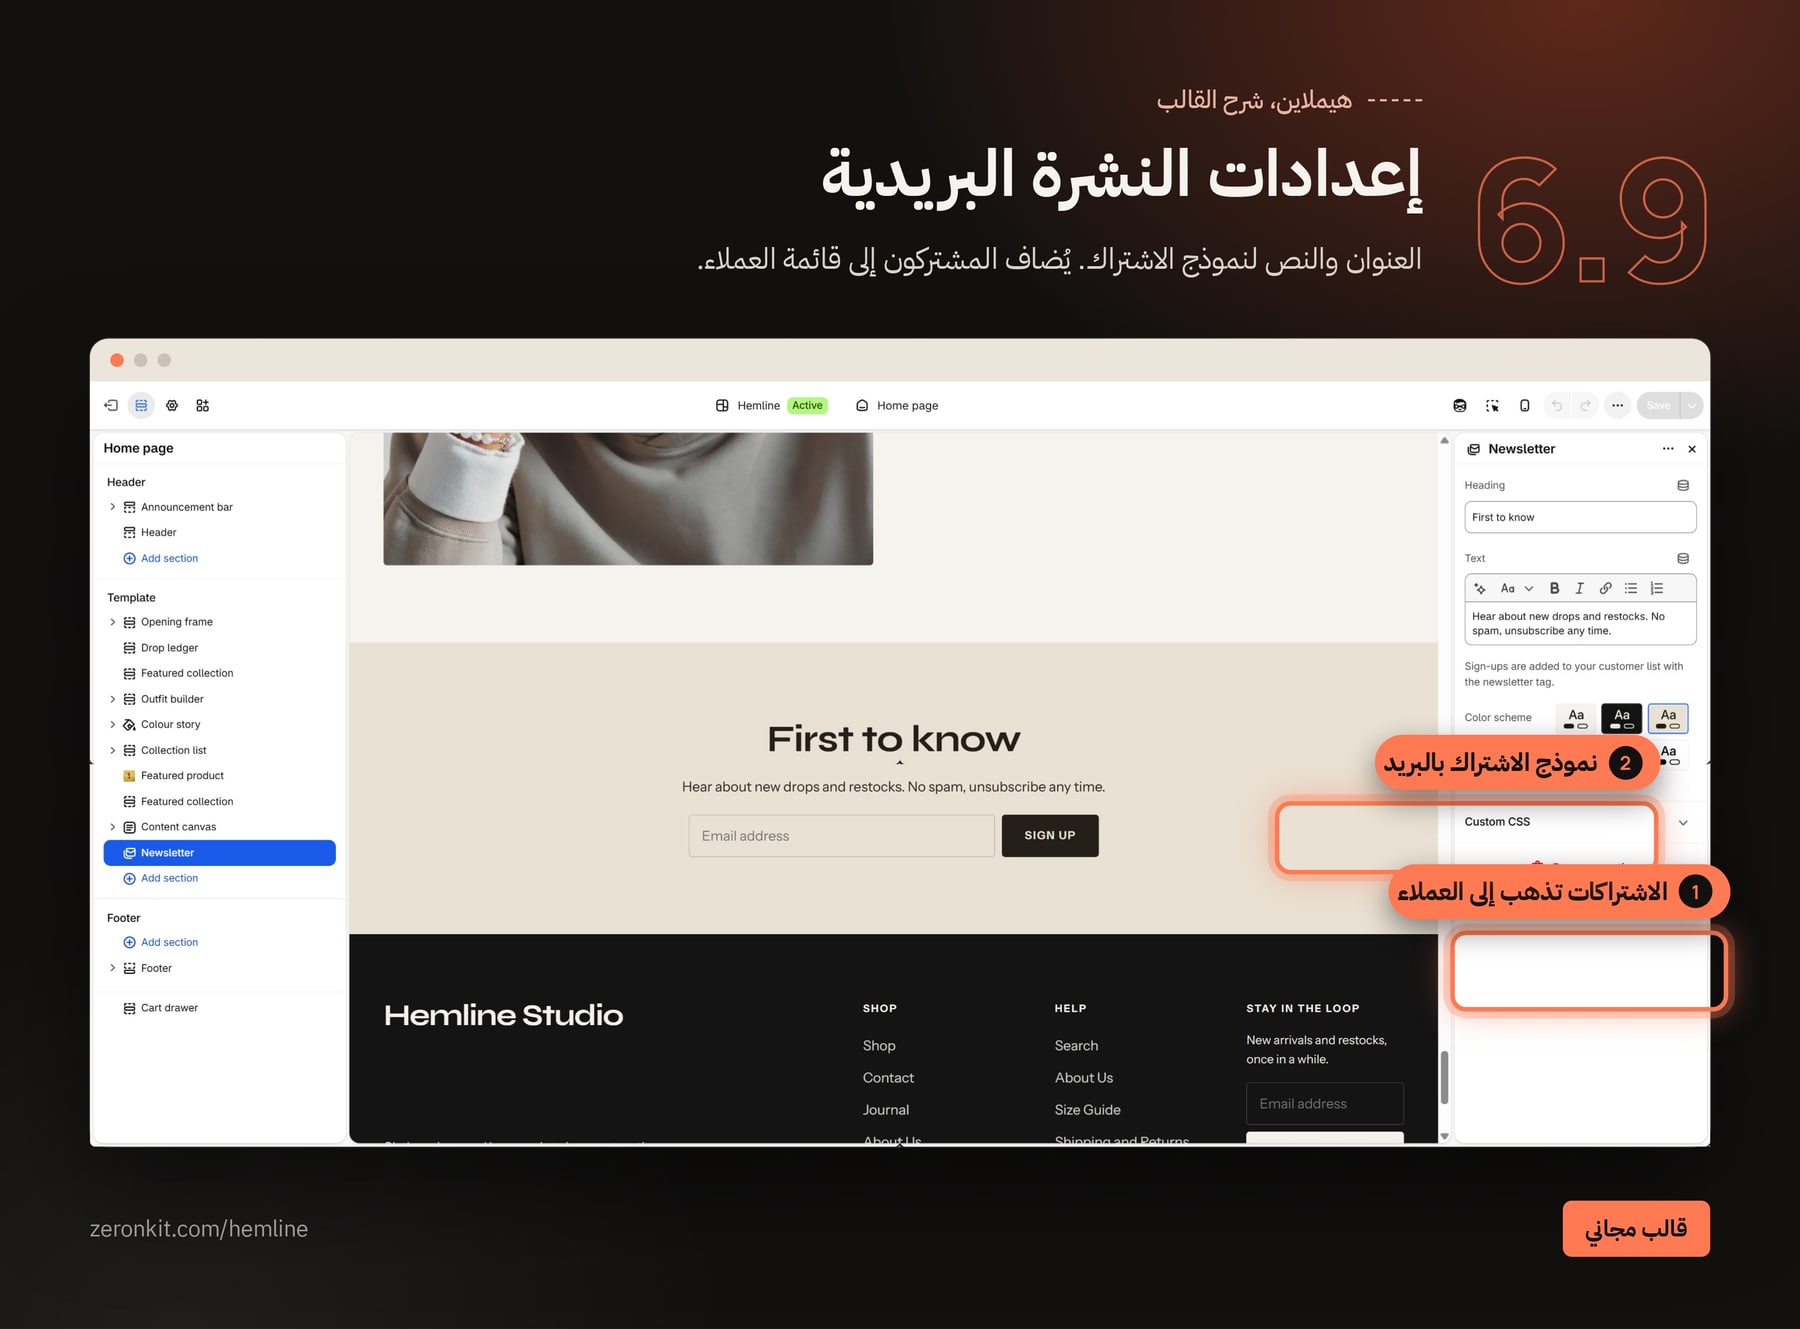 ----- هيملاين، شرح القالب
إعدادات النشرة البريدية
العنوان والنص لنموذج الاشتراك. يُضاف المشتركون إلى قائمة العملاء.
6.9
Hemline Active Home page
Save
Home page
Header
Announcement bar
Header
Add section
Template
Opening frame
Drop ledger
Featured collection
Outfit builder
Colour story
Collection list
Featured product
Featured collection
Content canvas
Newsletter
Add section
Footer
Add section
Footer
Cart drawer
First to know
Hear about new drops and restocks. No spam, unsubscribe any time.
Email address SIGN UP
Hemline Studio
SHOP
Shop
Contact
Journal
About Us
HELP
Search
About Us
Size Guide
Shipping and Returns
STAY IN THE LOOP
New arrivals and restocks,
once in a while.
Email address
Newsletter
Heading
First to know
Text
Aa B I
Hear about new drops and restocks. No
spam, unsubscribe any time.
Sign-ups are added to your customer list with
the newsletter tag.
Color scheme Aa Aa Aa
Aa
2 نموذج الاشتراك بالبريد
Custom CSS
1 الاشتراكات تذهب إلى العملاء
zeronkit.com/hemline
قالب مجاني